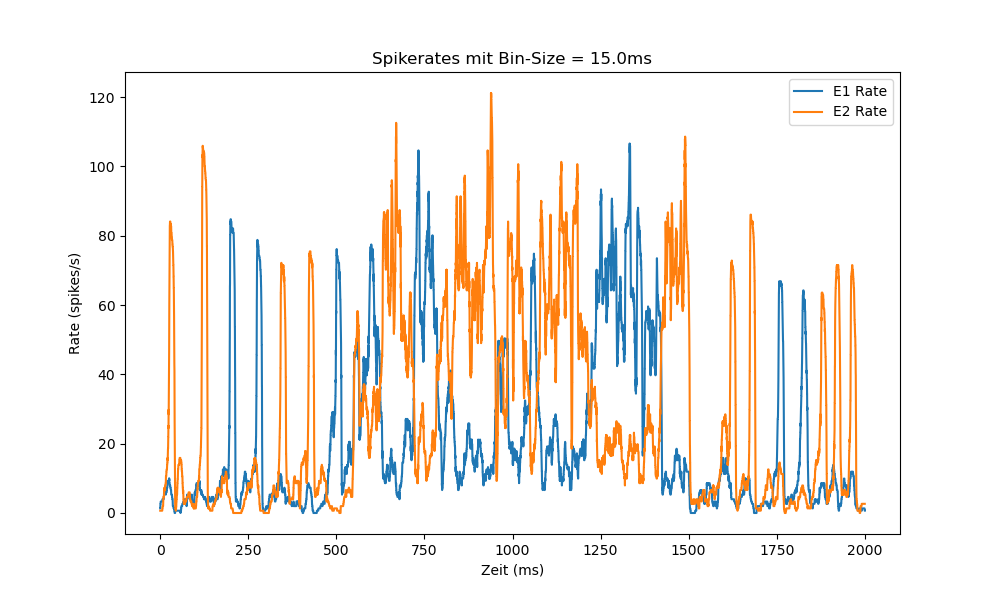 Spikerates mit Bin-Size = 15.0ms
E1 Rate
E2 Rate
Rate (spikes/s)
120
100
80
60
40
20
0
0 250 500 750 1000 1250 1500 1750 2000
Zeit (ms)